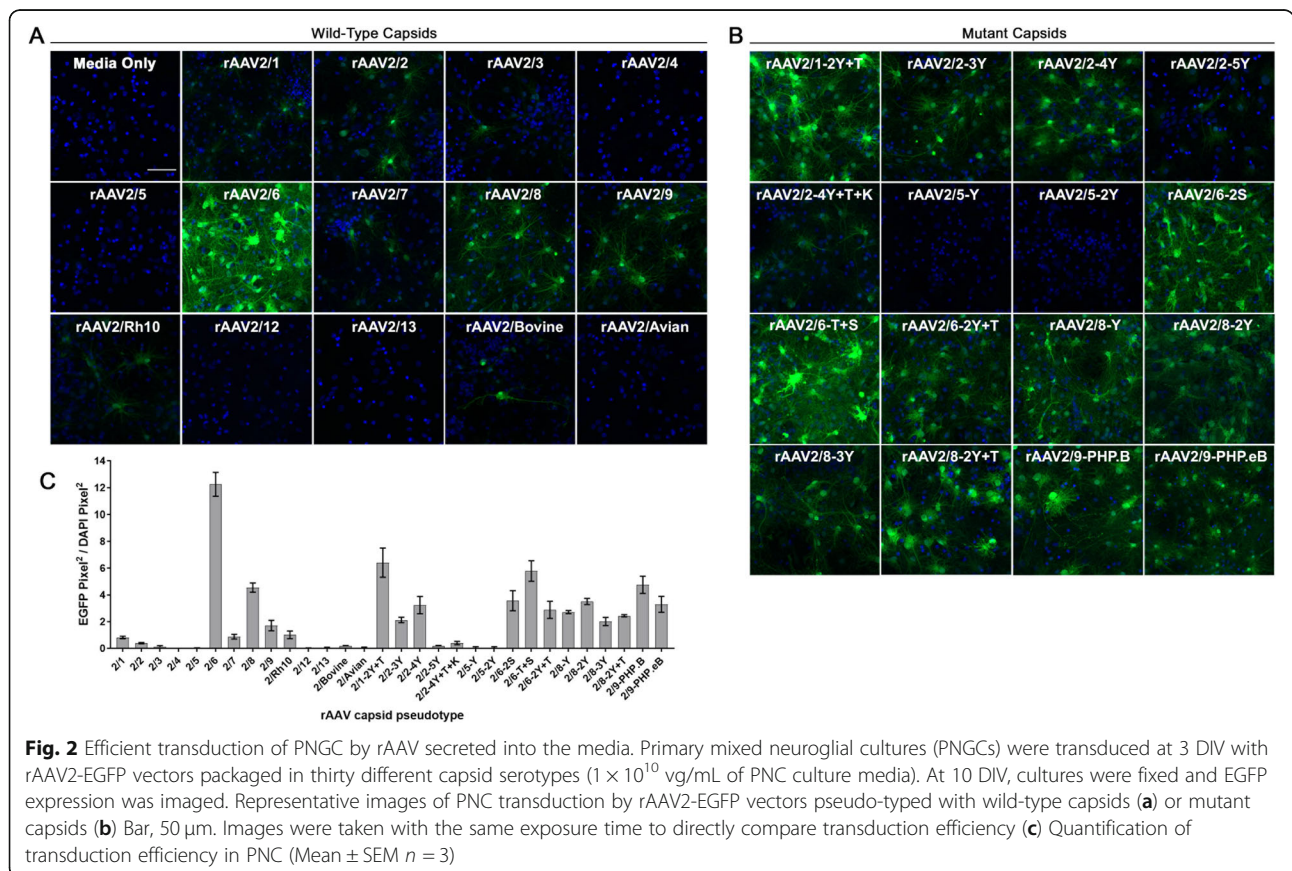 A
Wild-Type Capsids
Media Only
rAAV2/1
rAAV2/2
rAAV2/3
rAAV2/4
rAAV2/5
rAAV2/6
rAAV2/7
rAAV2/8
rAAV2/9
rAAV2/Rh10
rAAV2/12
rAAV2/13
rAAV2/Bovine
rAAV2/Avian
B
Mutant Capsids
rAAV2/1-2Y+T
rAAV2/2-3Y
rAAV2/2-4Y
rAAV2/2-5Y
rAAV2/2-4Y+T+K
rAAV2/5-Y
rAAV2/5-2Y
rAAV2/6-2S
rAAV2/6-T+S
rAAV2/6-2Y+T
rAAV2/8-Y
rAAV2/8-2Y
rAAV2/8-3Y
rAAV2/8-2Y+T
rAAV2/9-PHP.B
rAAV2/9-PHP.eB
C
EGFP Pixel² / DAPI Pixel²
14
12
10
8
6
4
2
0
2/1
2/2
2/3
2/4
2/5
2/6
2/7
2/8
2/9
2/Rh10
2/12
2/13
2/Bovine
2/Avian
2/1-2Y+T
2/2-3Y
2/2-4Y
2/2-5Y
2/2-4Y+T+K
2/5-Y
2/5-2Y
2/6-2S
2/6-T+S
2/6-2Y+T
2/8-Y
2/8-2Y
2/8-3Y
2/8-2Y+T
2/9-PHP.B
2/9-PHP.eB
rAAV capsid pseudotype
Fig. 2 Efficient transduction of PNGC by rAAV secreted into the media. Primary mixed neuroglial cultures (PNGCs) were transduced at 3 DIV with
rAAV2-EGFP vectors packaged in thirty different capsid serotypes (1 × 10¹⁰ vg/mL of PNC culture media). At 10 DIV, cultures were fixed and EGFP
expression was imaged. Representative images of PNC transduction by rAAV2-EGFP vectors pseudo-typed with wild-type capsids (a) or mutant
capsids (b) Bar, 50 μm. Images were taken with the same exposure time to directly compare transduction efficiency (c) Quantification of
transduction efficiency in PNC (Mean ± SEM n = 3)